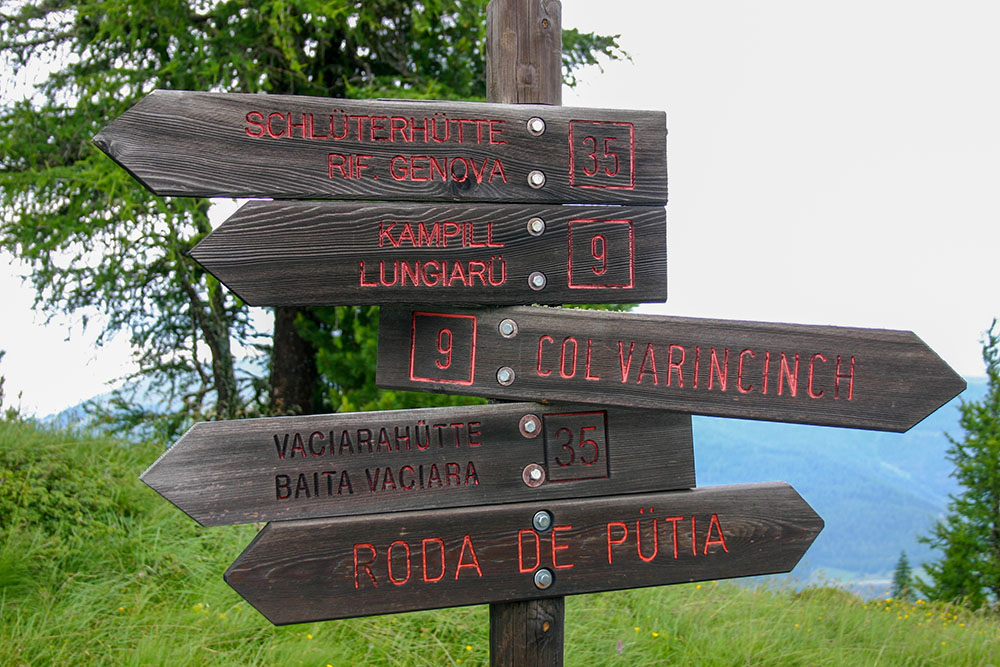 SCHLÜTERHÜTTE
RIF. GENOVA
35
KAMPILL
LUNGIARÜ
9
9
COL VARINCINCH
VACIARAHÜTTE
BAITA VACIARA
35
RODA DE PÜTIA